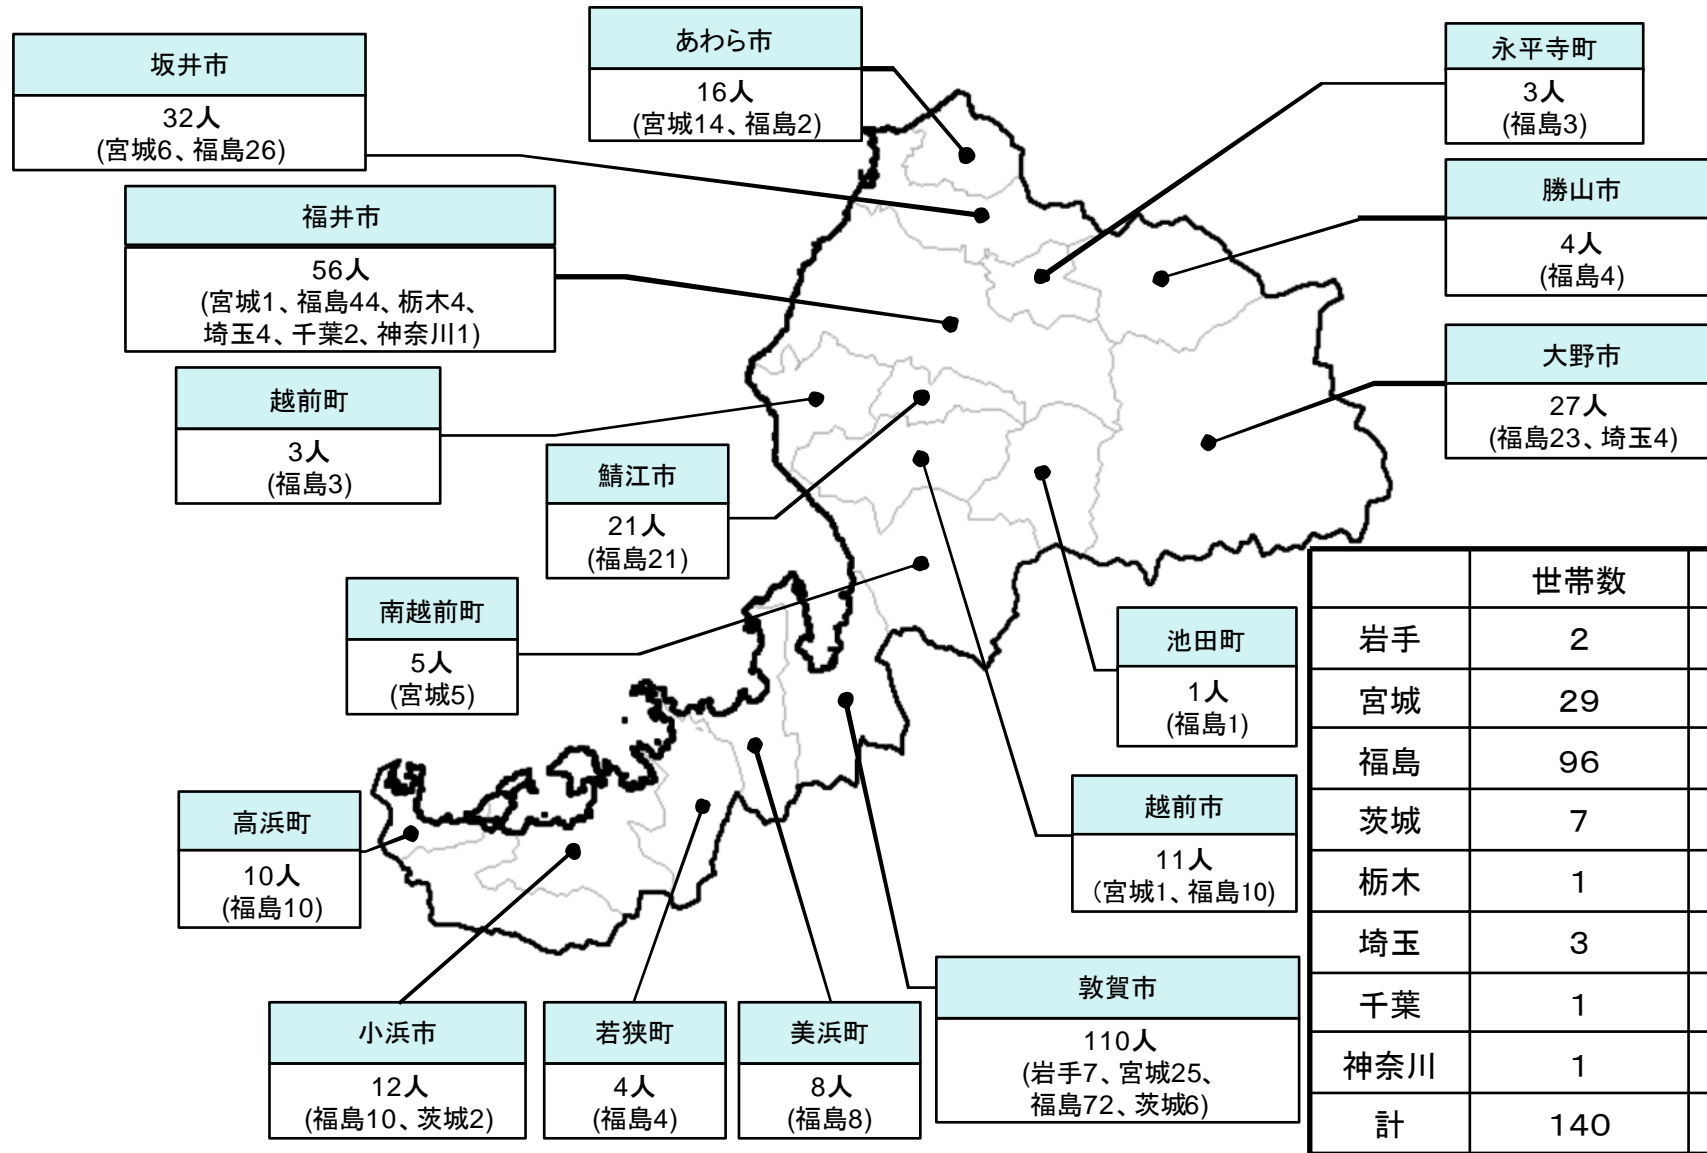 坂井市
32人
(宮城6、福島26)
あわら市
16人
(宮城14、福島2)
永平寺町
3人
(福島3)
勝山市
4人
(福島4)
福井市
56人
(宮城1、福島44、栃木4、
埼玉4、千葉2、神奈川1)
大野市
27人
(福島23、埼玉4)
越前町
3人
(福島3)
鯖江市
21人
(福島21)
南越前町
5人
(宮城5)
池田町
1人
(福島1)
越前市
11人
(宮城1、福島10)
高浜町
10人
(福島10)
小浜市
12人
(福島10、茨城2)
若狭町
4人
(福島4)
美浜町
8人
(福島8)
敦賀市
110人
(岩手7、宮城25、
福島72、茨城6)
世帯数
岩手 2
宮城 29
福島 96
茨城 7
栃木 1
埼玉 3
千葉 1
神奈川 1
計 140